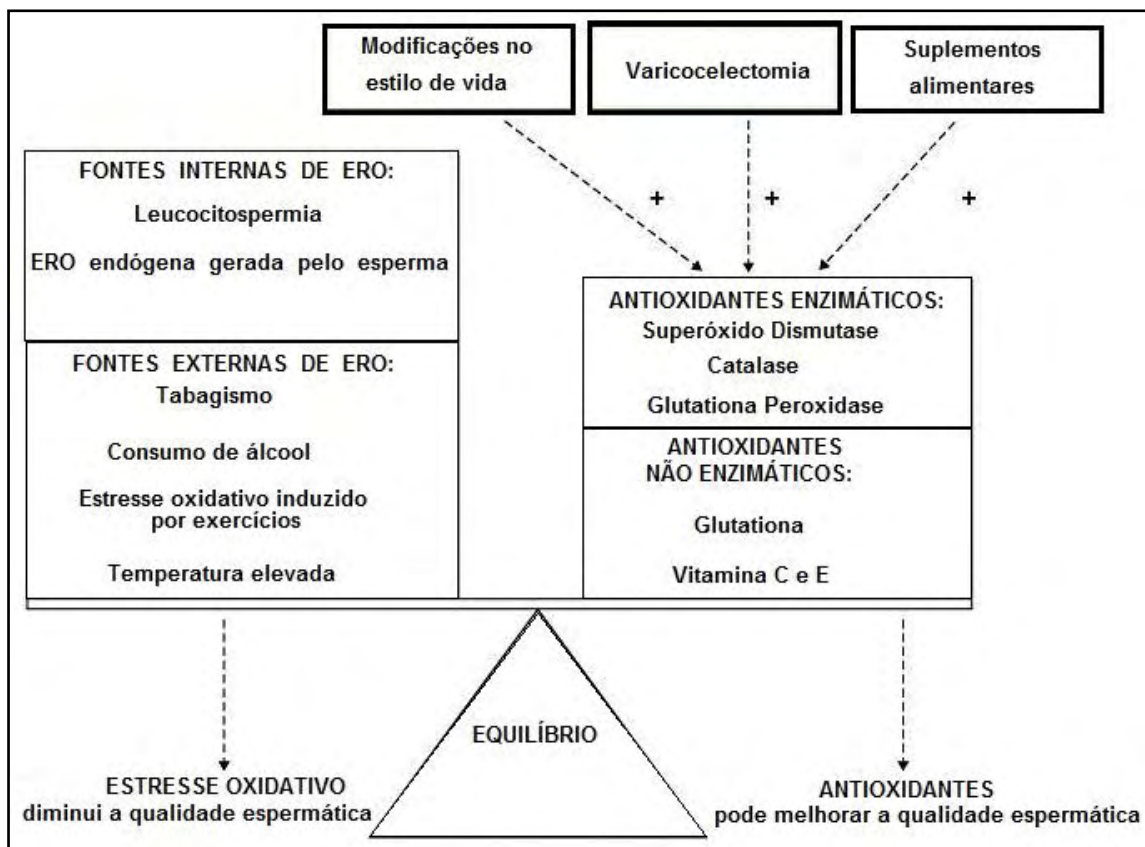 Modificações no
estilo de vida
Varicocelectomia
Suplementos
alimentares
+
+
+
FONTES INTERNAS DE ERO:
Leucocitospermia
ERO endógena gerada pelo esperma
FONTES EXTERNAS DE ERO:
Tabagismo
Consumo de álcool
Estresse oxidativo induzido
por exercícios
Temperatura elevada
ANTIOXIDANTES ENZIMÁTICOS:
Superóxido Dismutase
Catalase
Glutationa Peroxidase
ANTIOXIDANTES
NÃO ENZIMÁTICOS:
Glutationa
Vitamina C e E
EQUILÍBRIO
ESTRESSE OXIDATIVO
diminui a qualidade espermática
ANTIOXIDANTES
pode melhorar a qualidade espermática